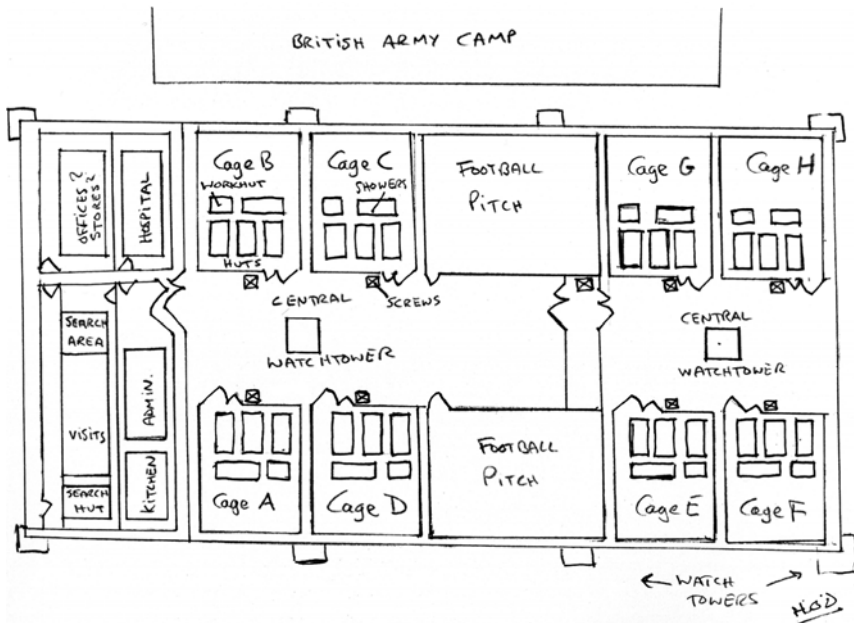 BRITISH ARMY CAMP
OFFICES?
STORES?
HOSPITAL
Cage B
WORKHUT
HUTS
Cage C
SHOWERS
FOOTBALL
PITCH
Cage G
Cage H
CENTRAL
WATCHTOWER
SCREWS
CENTRAL
WATCHTOWER
SEARCH
AREA
VISITS
SEARCH
HUT
ADMIN.
KITCHEN
Cage A
Cage D
FOOTBALL
PITCH
Cage E
Cage F
WATCH
TOWERS